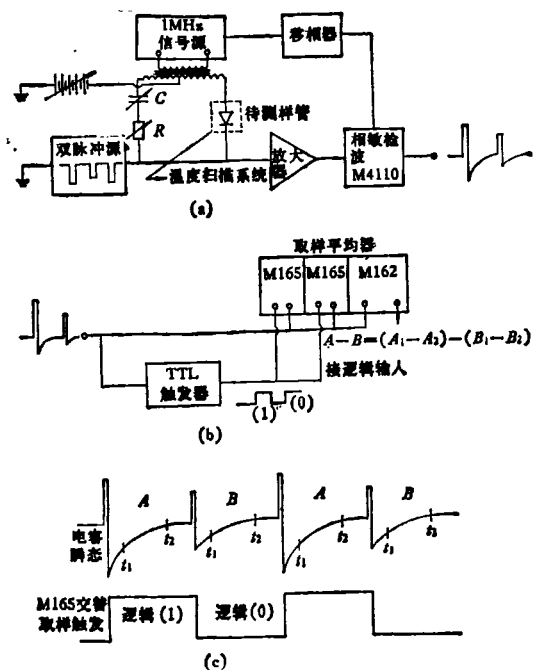 1MHz
信号源
移相器
C
待测样管
R
双脉冲源
放大器
相敏检
波
M4110
温度扫描系统
(a)
取样平均器
M165 M165 M162
A—B=(A₁—A₂)—(B₁—B₂)
TTL
触发器
接逻辑输人
(1) (0)
(b)
A B A B
电容
瞬态
t₁ t₂ t₁ t₂ t₁ t₂ t₁ t₂
M165交替
取样触发
逻辑(1) 逻辑(0)
(c)